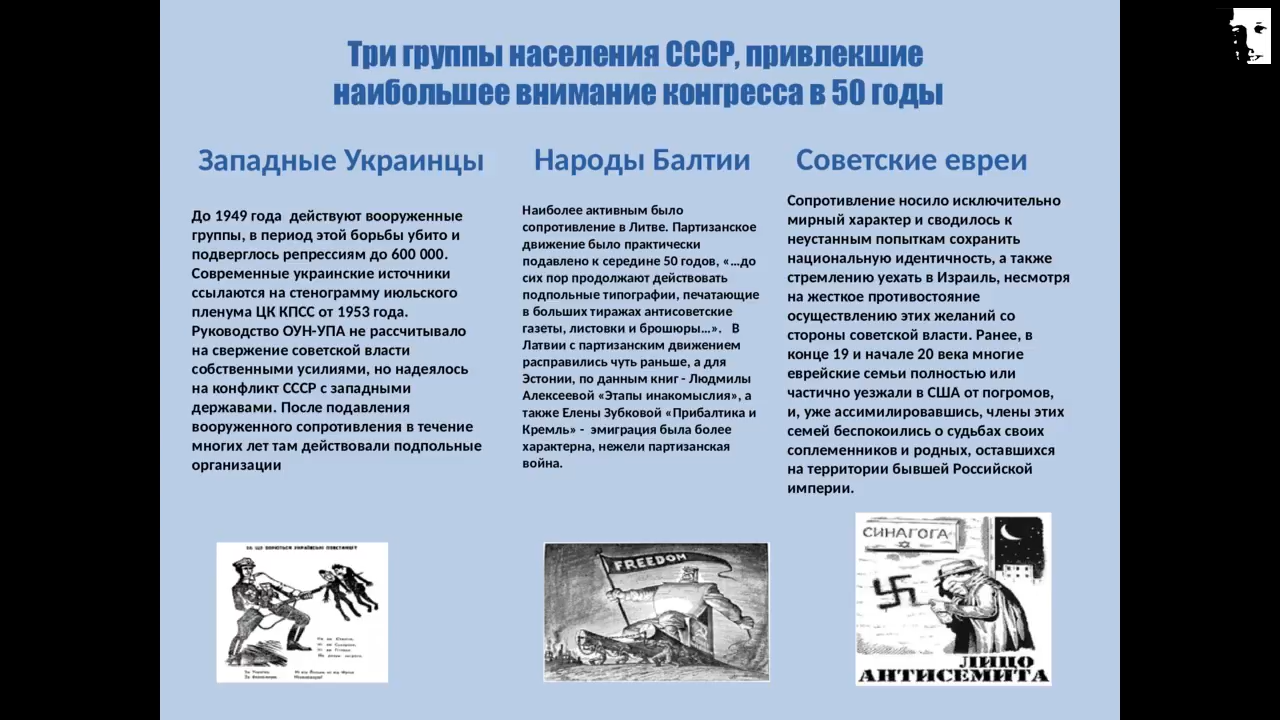 Три группы населения СССР, привлекшие
наибольшее внимание конгресса в 50 годы
Западные Украинцы
До 1949 года действуют вооруженные
группы, в период этой борьбы убито и
подверглось репрессиям до 600 000.
Современные украинские источники
ссылаются на стенограмму июльского
пленума ЦК КПСС от 1953 года.
Руководство ОУН-УПА не рассчитывало
на свержение советской власти
собственными усилиями, но надеялось
на конфликт СССР с западными
державами. После подавления
вооруженного сопротивления в течение
многих лет там действовали подпольные
организации
Народы Балтии
Наиболее активным было
сопротивление в Литве. Партизанское
движение было практически
подавлено к середине 50 годов, «…до
сих пор продолжают действовать
подпольные типографии, печатающие
в больших тиражах антисоветские
газеты, листовки и брошюры…». В
Латвии с партизанским движением
расправились чуть раньше, а для
Эстонии, по данным книг - Людмилы
Алексеевой «Этапы инакомыслия», а
также Елены Зубковой «Прибалтика и
Кремль» - эмиграция была более
характерна, нежели партизанская
война.
Советские евреи
Сопротивление носило исключительно
мирный характер и сводилось к
неустанным попыткам сохранить
национальную идентичность, а также
стремлению уехать в Израиль, несмотря
на жесткое противостояние
осуществлению этих желаний со
стороны советской власти. Ранее, в
конце 19 и начале 20 века многие
еврейские семьи полностью или
частично уезжали в США от погромов,
и, уже ассимилировавшись, члены этих
семей беспокоились о судьбах своих
соплеменников и родных, оставшихся
на территории бывшей Российской
империи.
FREEDOM
СИНАГОГА
ЛИЦО
АНТИСЕМИТА